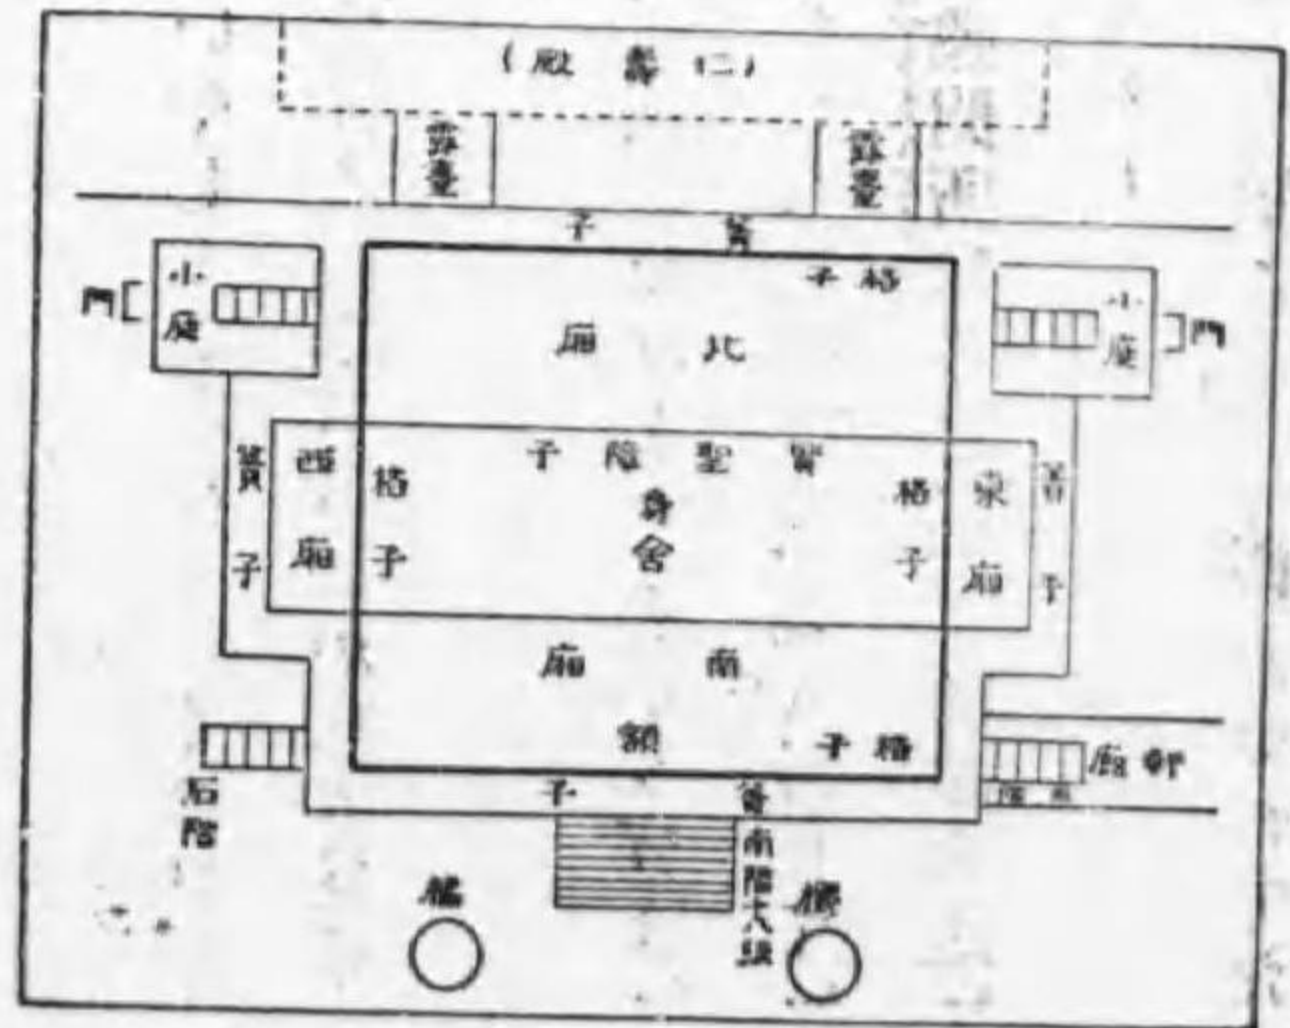 （殿壽仁）
露臺
露臺
子簀
子格
小庭
門
小庭
門
廂北
子障聖賢
身舍
簀子
西廂
格子
格子
東廂
簀子
廂南
額
子格
子簀
南階十八級
橘
櫻